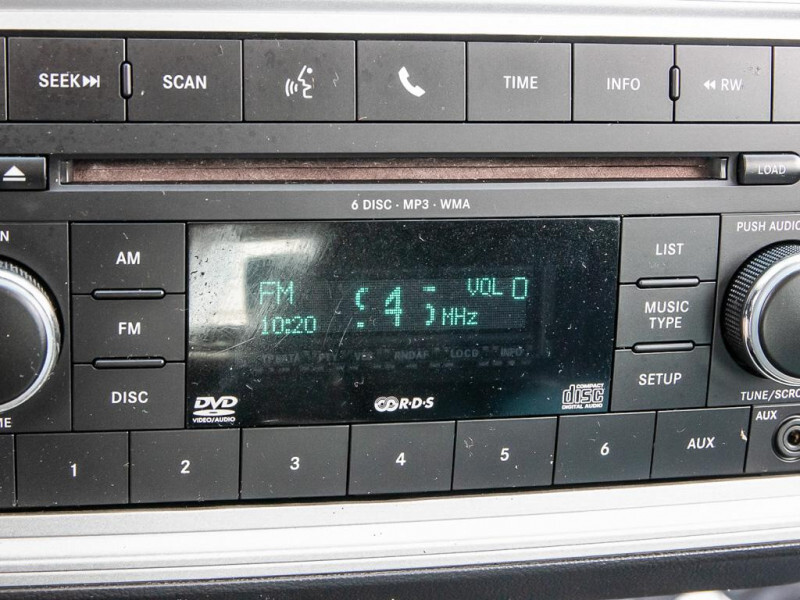 SEEK SCAN TIME INFO RW
LOAD
6 DISC · MP3 · WMA
PUSH AUDIO
AM
LIST
FM
VOL 0
FM
10:20
MHz
MUSIC
TYPE
DISC
SETUP
DVD
VIDEO/AUDIO
R·D·S
COMPACT
disc
DIGITAL AUDIO
TUNE/SCRO
AUX
1 2 3 4 5 6 AUX